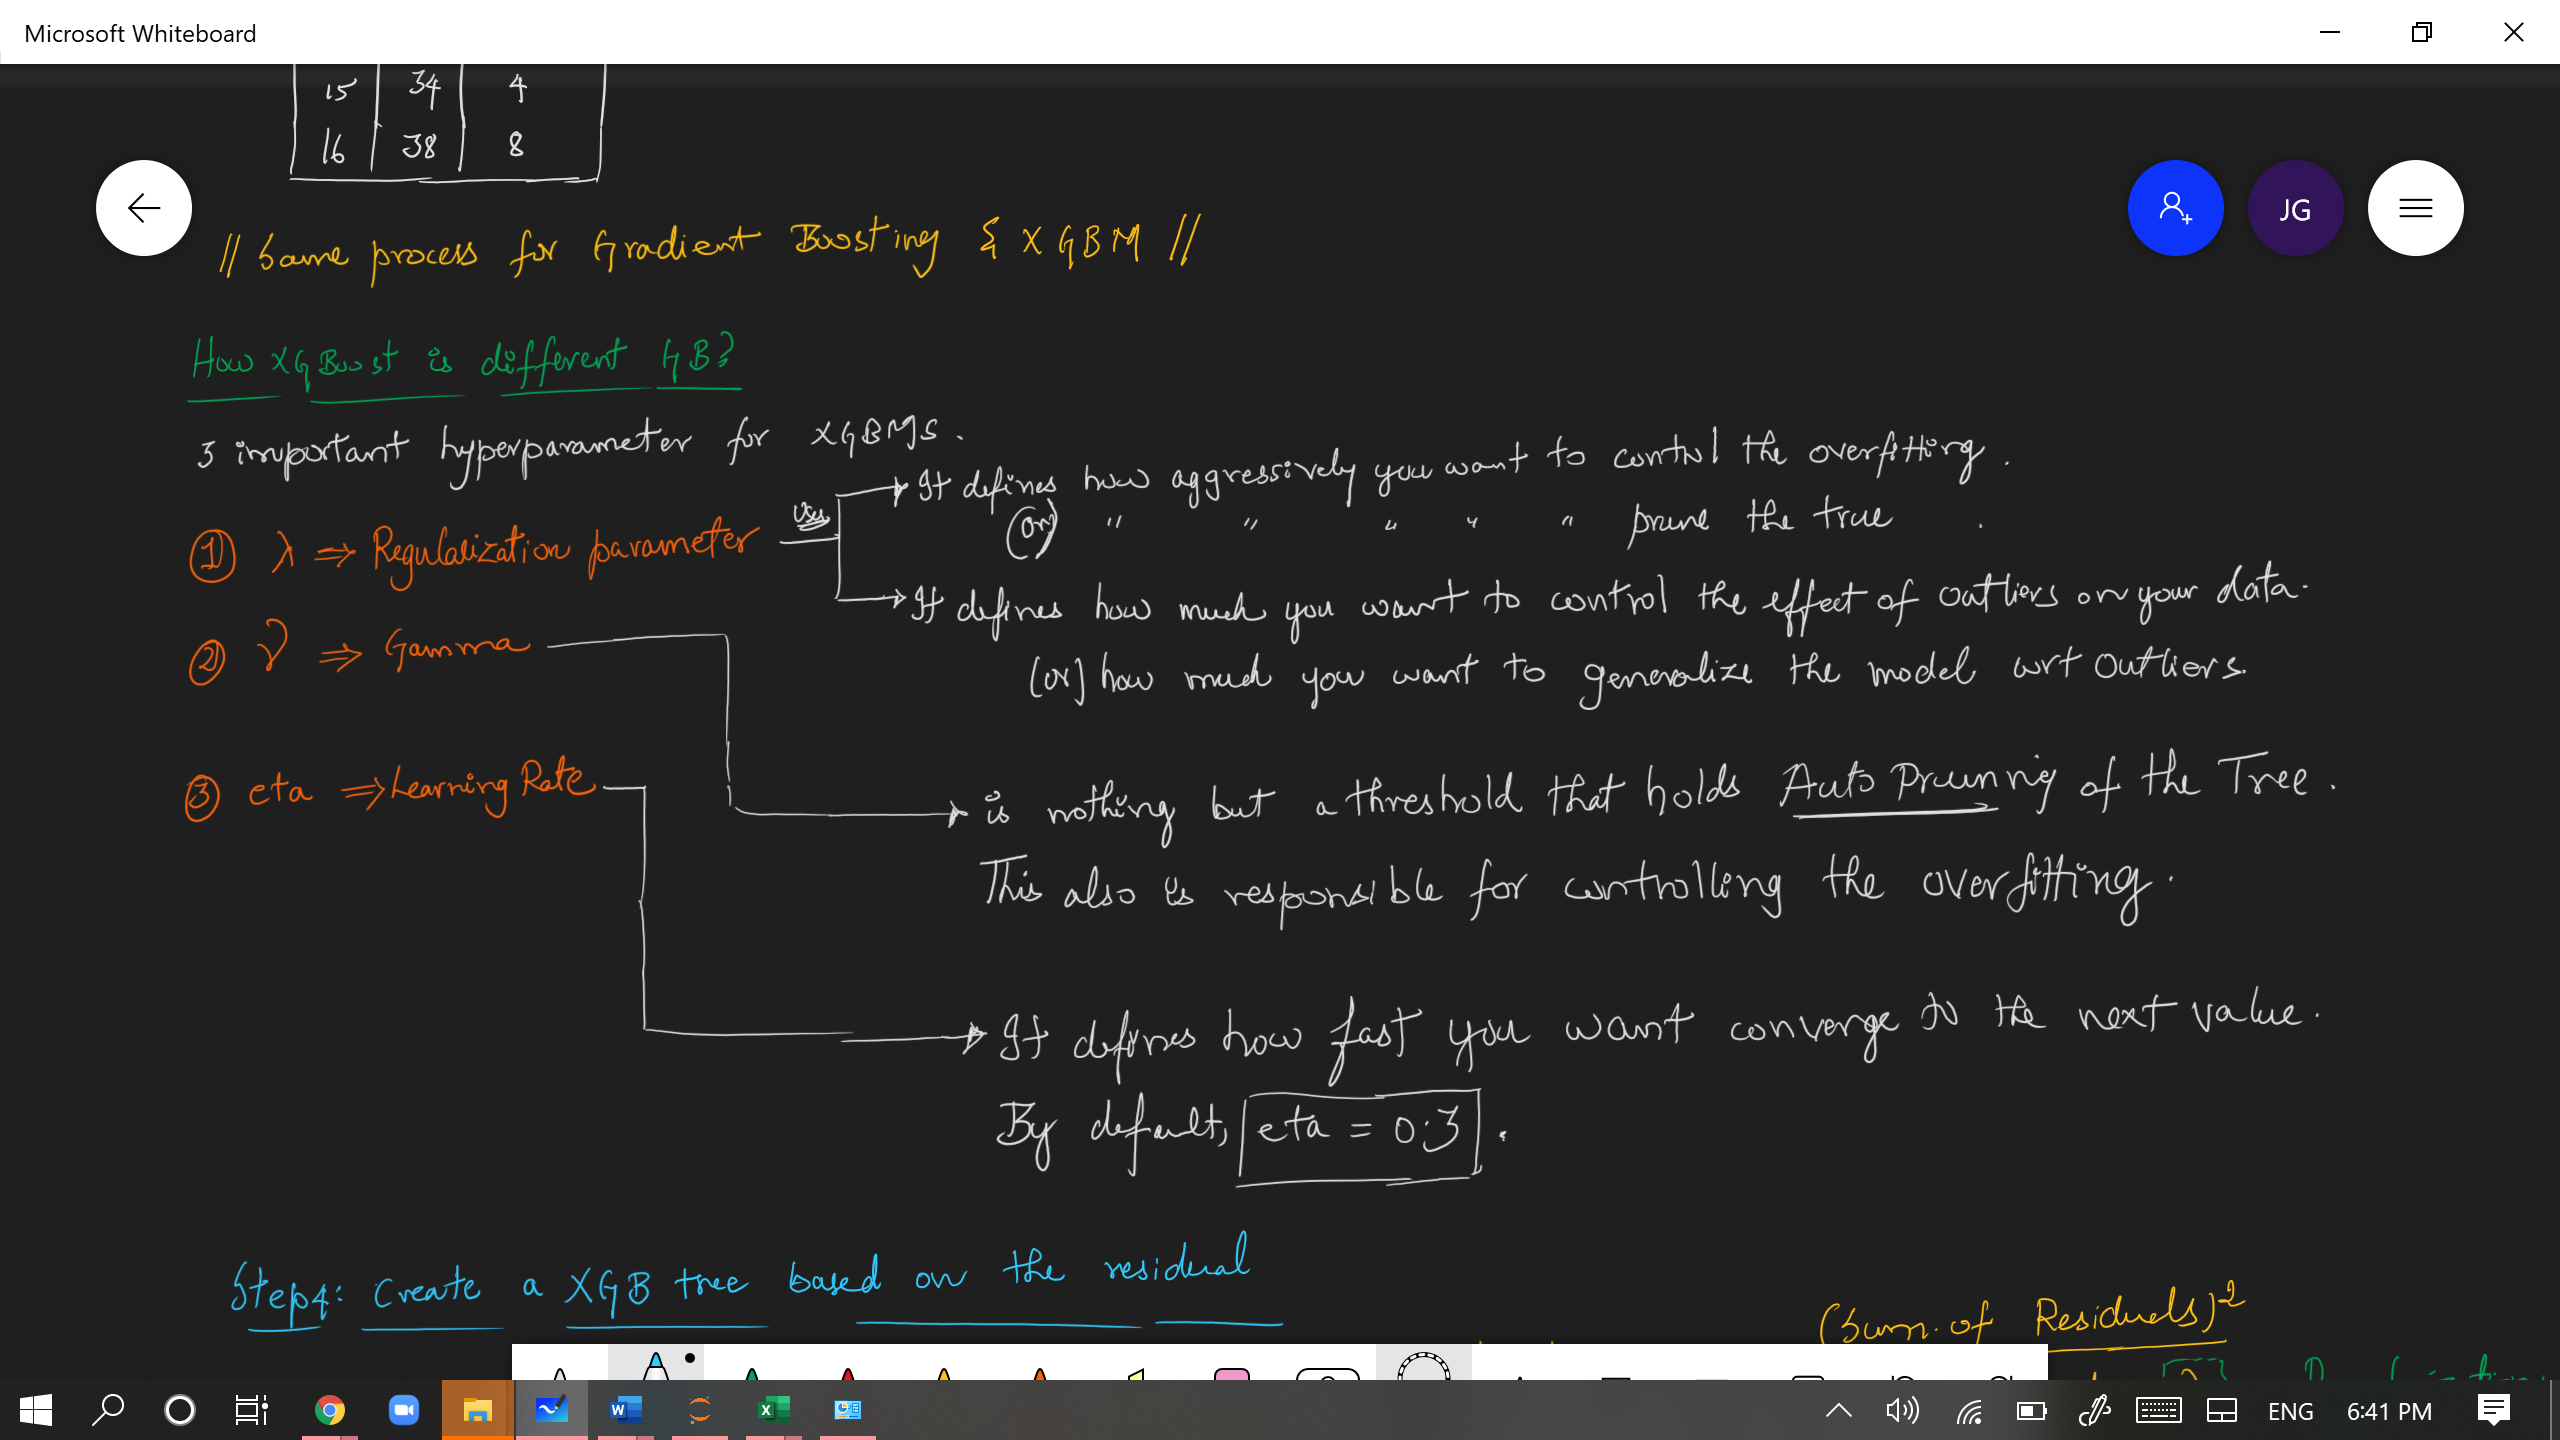 Microsoft Whiteboard
15 34 4
16 38 8
JG
// Same process for Gradient Boosting & XGBM //
How XGBoost is different GB?
3 important hyperparameter for XGBMs.
① λ ⇒ Regularization parameter
Uses
It defines how aggressively you want to control the overfitting.
(or) " " " " " prune the true .
It defines how much you want to control the effect of outliers on your data.
(or) how much you want to generalize the model wrt Outliers.
② γ ⇒ Gamma
is nothing but a threshold that holds Auto Prunning of the Tree.
This also is responsible for controlling the overfitting.
③ eta ⇒ Learning Rate
It defines how fast you want converge to the next value.
By default, eta = 0.3 .
Step4: Create a XGB tree based on the residual
(Sum of Residuals)²
ENG 6:41 PM